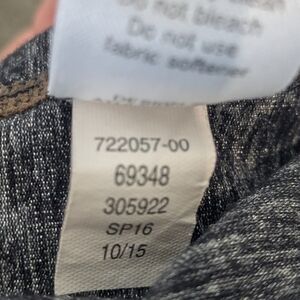 Do not bleach
Do not use
fabric softener
722057-00
69348
305922
SP16
10/15